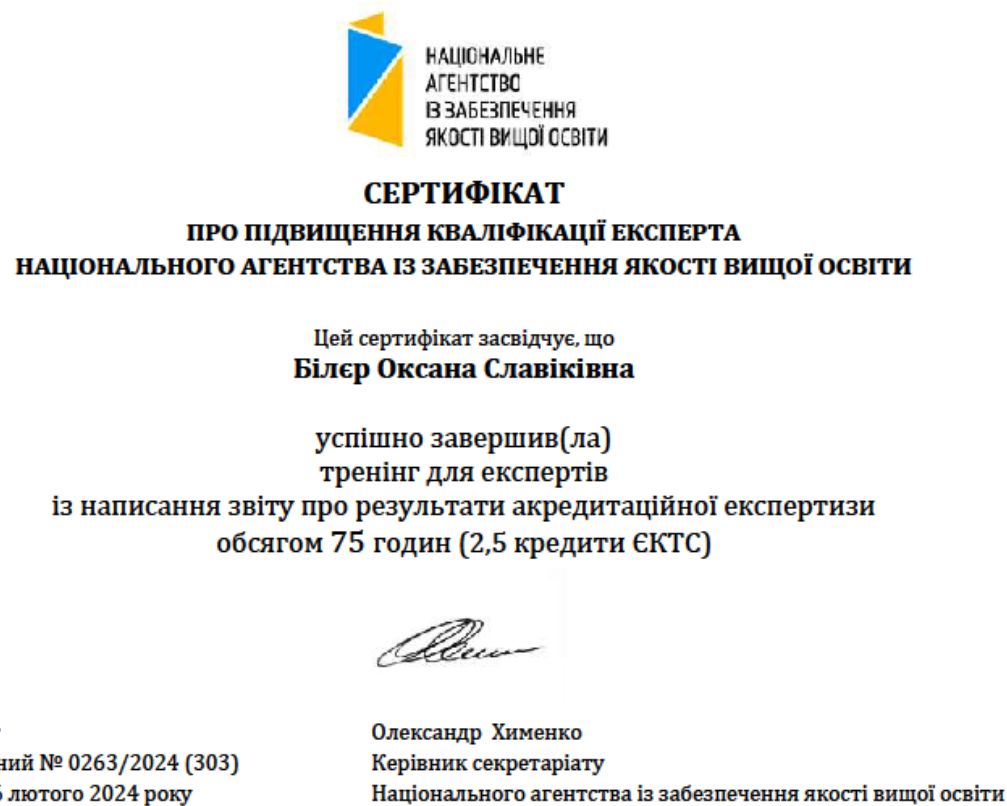 НАЦІОНАЛЬНЕ
АГЕНТСТВО
ІЗ ЗАБЕЗПЕЧЕННЯ
ЯКОСТІ ВИЩОЇ ОСВІТИ
СЕРТИФІКАТ
ПРО ПІДВИЩЕННЯ КВАЛІФІКАЦІЇ ЕКСПЕРТА
НАЦІОНАЛЬНОГО АГЕНТСТВА ІЗ ЗАБЕЗПЕЧЕННЯ ЯКОСТІ ВИЩОЇ ОСВІТИ
Цей сертифікат засвідчує, що
Білєр Оксана Славіківна
успішно завершив(ла)
тренінг для експертів
із написання звіту про результати акредитаційної експертизи
обсягом 75 годин (2,5 кредити ЄКТС)
ний № 0263/2024 (303)
лютого 2024 року
Олександр Хименко
Керівник секретаріату
Національного агентства із забезпечення якості вищої освіти